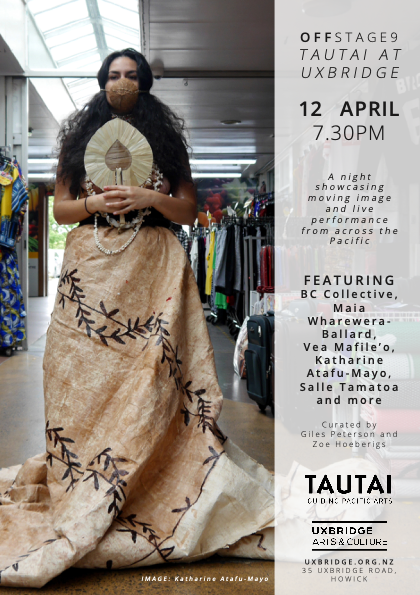 OFFSTAGE9
TAUTAI AT
UXBRIDGE
12 APRIL
7.30PM
A night
showcasing
moving image
and live
performance
from across the
Pacific
FEATURING
BC Collective,
Maia
Wharewera-
Ballard,
Vea Mafile'o,
Katharine
Atafu-Mayo,
Salle Tamatoa
and more
Curated by
Giles Peterson and
Zoe Hoeberigs
TAUTAI
GUIDING PACIFIC ARTS
UXBRIDGE
ARTS & CULTURE
UXBRIDGE.ORG.NZ
35 UXBRIDGE ROAD,
HOWICK
IMAGE: Katharine Atafu-Mayo